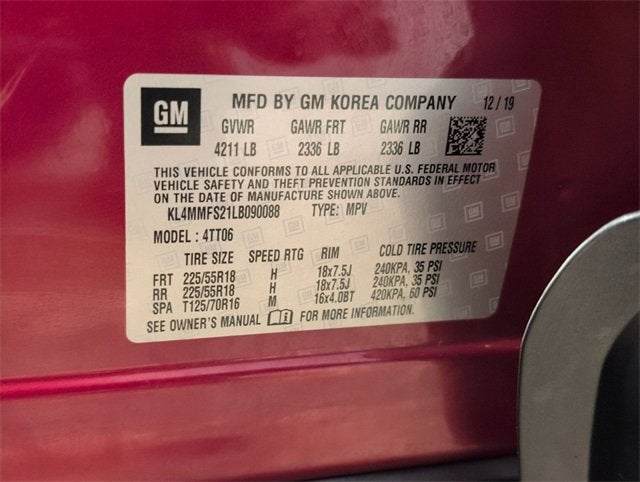 GM MFD BY GM KOREA COMPANY 12/19
GVWR GAWR FRT GAWR RR
4211 LB 2336 LB 2336 LB
THIS VEHICLE CONFORMS TO ALL APPLICABLE U.S. FEDERAL MOTOR
VEHICLE SAFETY AND THEFT PREVENTION STANDARDS IN EFFECT
ON THE DATE OF MANUFACTURE SHOWN ABOVE.
KL4MMFS21LB090088 TYPE: MPV
MODEL: 4TT06
TIRE SIZE SPEED RTG RIM COLD TIRE PRESSURE
FRT 225/55R18 H 18x7.5J 240KPA, 35 PSI
RR 225/55R18 H 18x7.5J 240KPA, 35 PSI
SPA T125/70R16 M 16x4.0BT 420KPA, 60 PSI
SEE OWNER'S MANUAL FOR MORE INFORMATION.